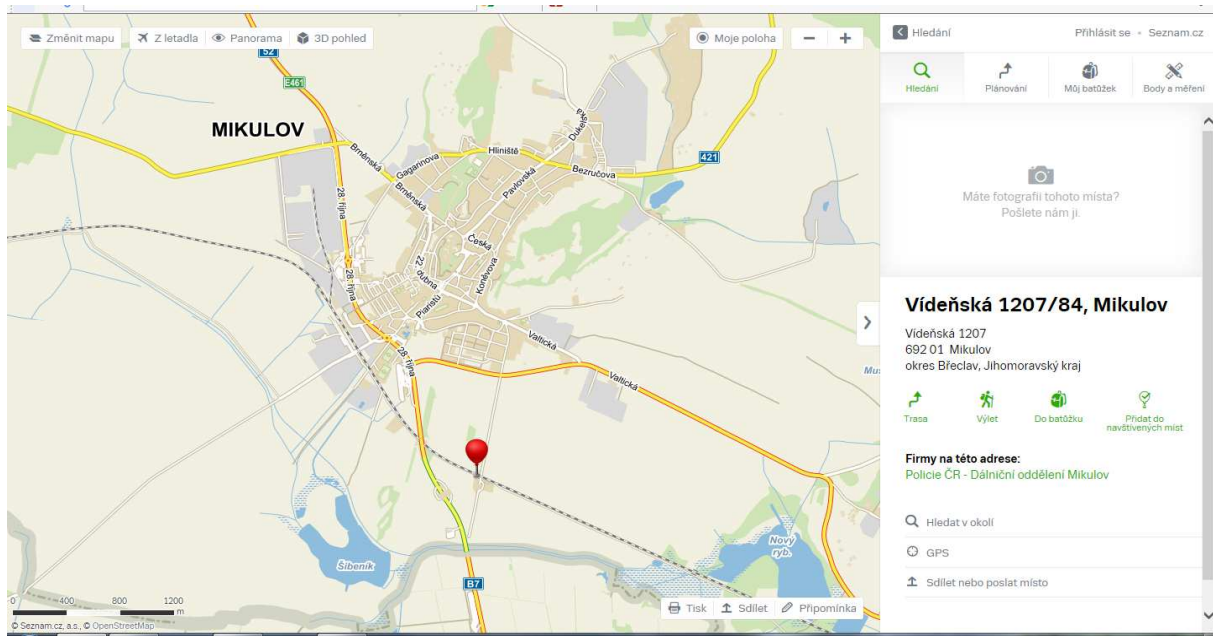 Změnit mapu
Z letadla
Panorama
3D pohled
Moje poloha
52
E461
MIKULOV
421
Dukelská
Hliniště
Bezručova
Gagarinova
Brněnská
Brněnská
Pavlovská
28. října
Česká
22. dubna
Koněvova
28. října
Piaristů
Valtická
28. října
Valtická
Šibeník
Nový
ryb.
B7
0 400 800 1200
m
© Seznam.cz, a.s., © OpenStreetMap
Tisk
Sdílet
Připomínka
Hledání
Přihlásit se
Seznam.cz
Hledání
Plánování
Můj batůžek
Body a měření
Máte fotografii tohoto místa?
Pošlete nám ji.
Vídeňská 1207/84, Mikulov
Vídeňská 1207
692 01 Mikulov
okres Břeclav, Jihomoravský kraj
Trasa
Výlet
Do batůžku
Přidat do
navštívených míst
Firmy na této adrese:
Policie ČR - Dálniční oddělení Mikulov
Hledat v okolí
GPS
Sdílet nebo poslat místo